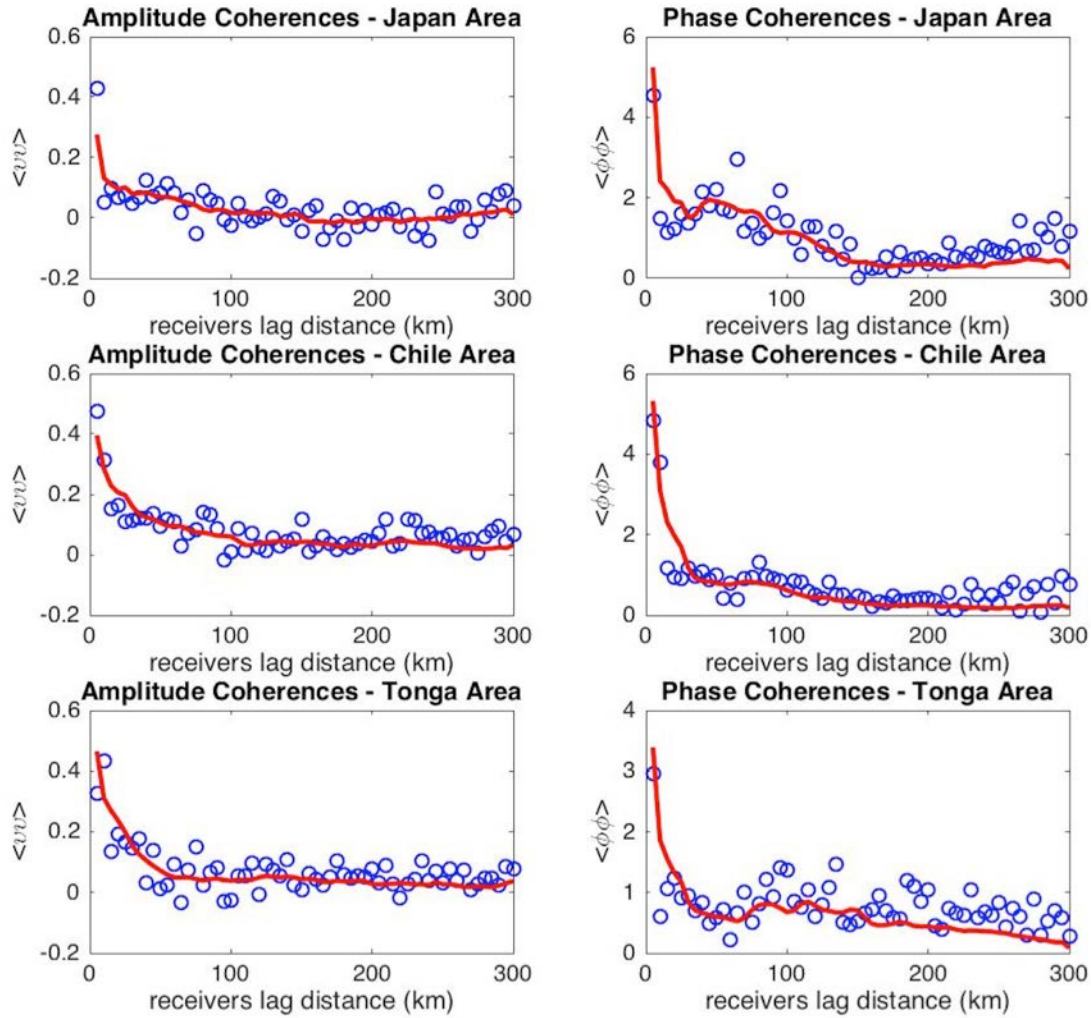 Amplitude Coherences - Japan Area
0.6
0.4
0.2
0
-0.2
<υυ>
0
100
200
300
receivers lag distance (km)
Phase Coherences - Japan Area
6
4
2
0
<ϕϕ>
0
100
200
300
receivers lag distance (km)
Amplitude Coherences - Chile Area
0.6
0.4
0.2
0
-0.2
<υυ>
0
100
200
300
receivers lag distance (km)
Phase Coherences - Chile Area
6
4
2
0
<ϕϕ>
0
100
200
300
receivers lag distance (km)
Amplitude Coherences - Tonga Area
0.6
0.4
0.2
0
-0.2
<υυ>
0
100
200
300
receivers lag distance (km)
Phase Coherences - Tonga Area
4
3
2
1
0
<ϕϕ>
0
100
200
300
receivers lag distance (km)